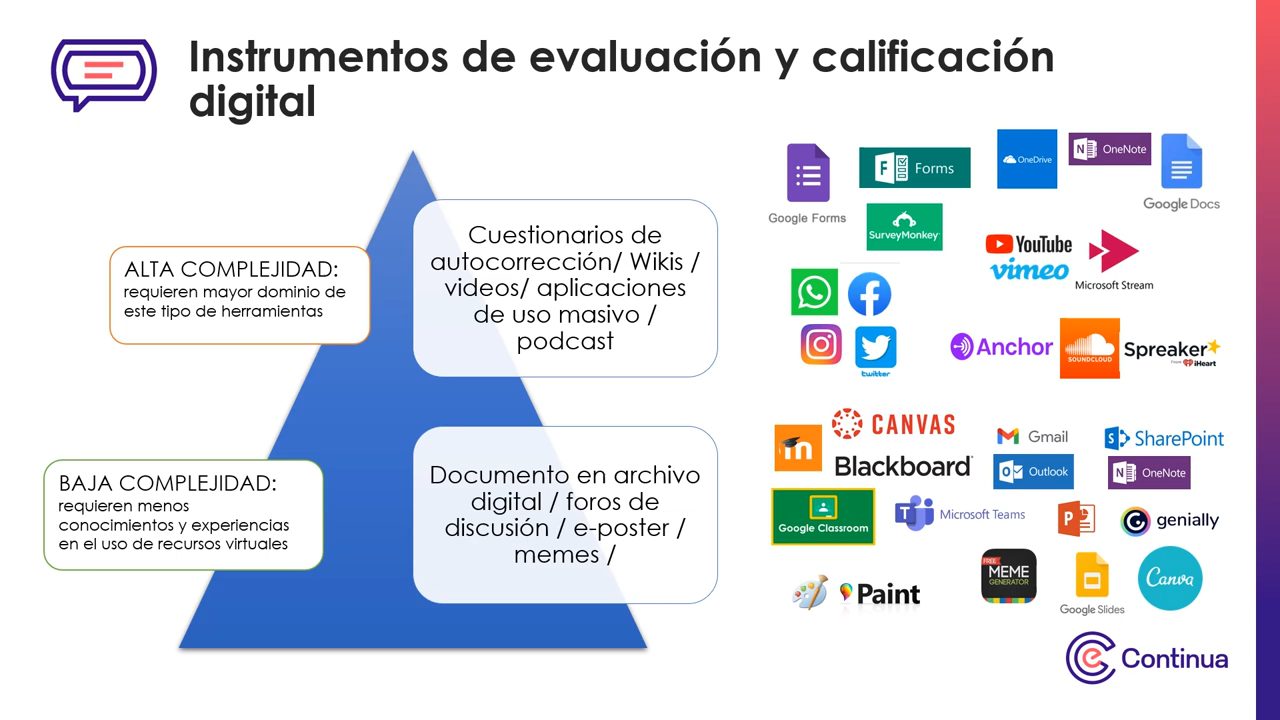 Instrumentos de evaluación y calificación
digital
ALTA COMPLEJIDAD:
requieren mayor dominio de
este tipo de herramientas
Cuestionarios de
autocorrección/ Wikis /
videos/ aplicaciones
de uso masivo /
podcast
BAJA COMPLEJIDAD:
requieren menos
conocimientos y experiencias
en el uso de recursos virtuales
Documento en archivo
digital / foros de
discusión / e-poster /
memes /
Google Forms
F
Forms
OneDrive
N
OneNote
Google Docs
SurveyMonkey
YouTube
vimeo
Microsoft Stream
twitter
Anchor
SOUNDCLOUD
Spreaker
From iHeart
m
CANVAS
Blackboard
Gmail
S
SharePoint
O
Outlook
N
OneNote
Google Classroom
T
Microsoft Teams
P
genially
Paint
FREE
MEME
GENERATOR
Google Slides
Canva
e
Continua